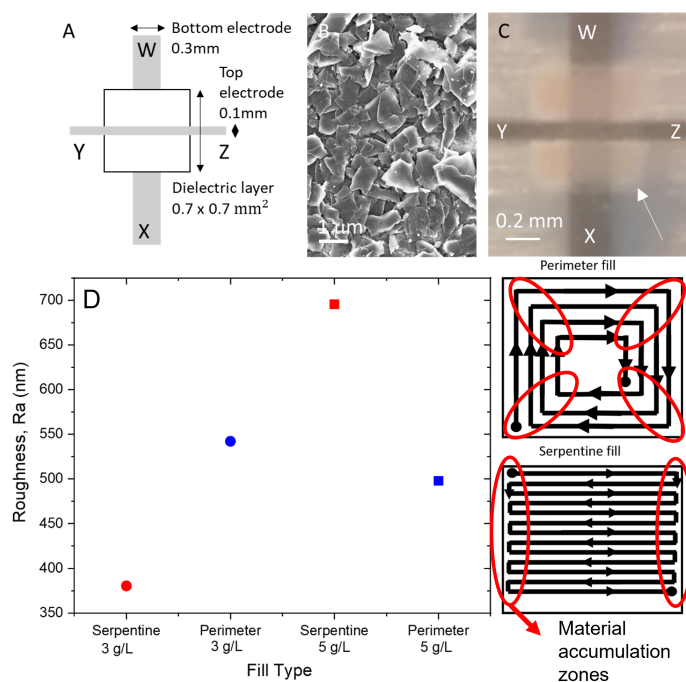 A
W
Bottom electrode
0.3mm
Top
electrode
0.1mm
Y
Z
Dielectric layer
0.7 x 0.7 mm²
X
B
1 μm
C
W
Y
Z
0.2 mm
X
D
Roughness, Ra (nm)
700
650
600
550
500
450
400
350
Serpentine
3 g/L
Perimeter
3 g/L
Serpentine
5 g/L
Perimeter
5 g/L
Fill Type
Perimeter fill
Serpentine fill
Material
accumulation
zones